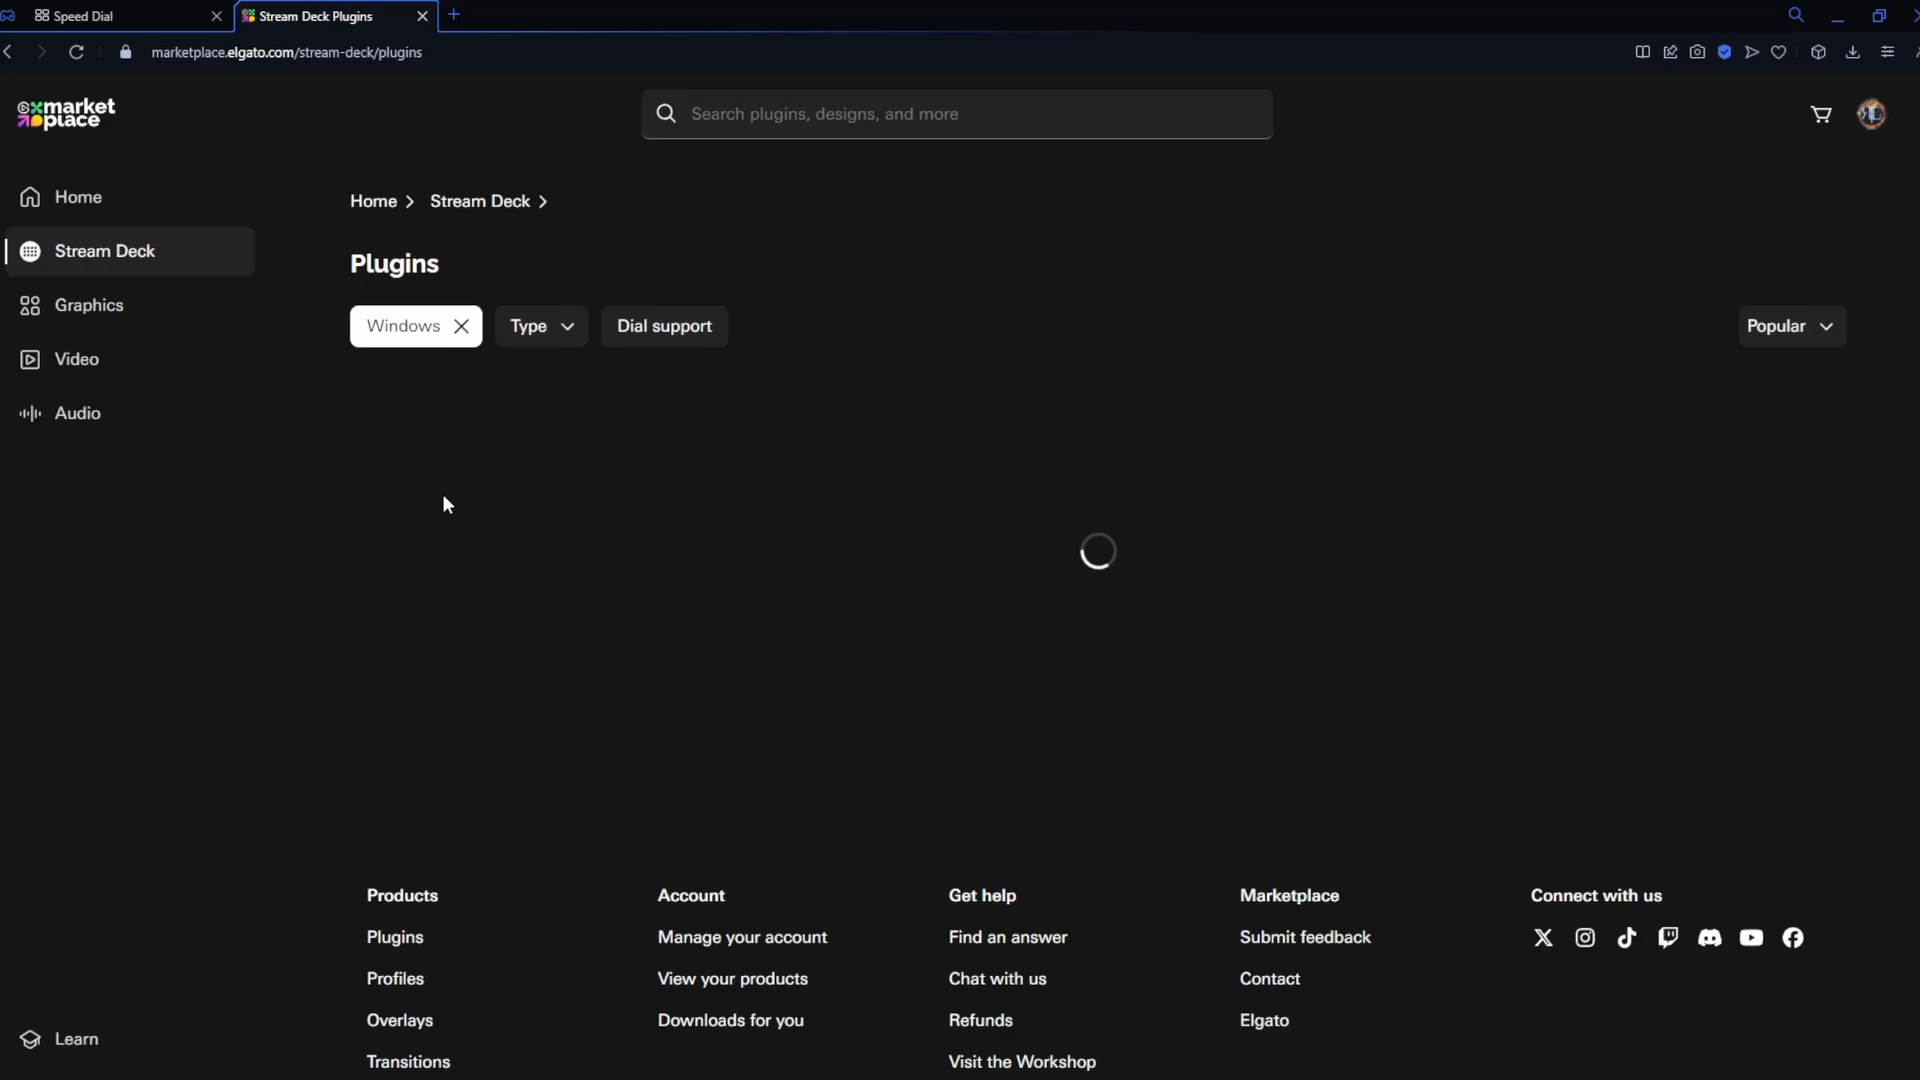 Speed Dial
Stream Deck Plugins
marketplace.elgato.com/stream-deck/plugins
market
place
Search plugins, designs, and more
Home
Stream Deck
Graphics
Video
Audio
Learn
Home > Stream Deck >
Plugins
Windows
Type
Dial support
Popular
Products
Plugins
Profiles
Overlays
Transitions
Account
Manage your account
View your products
Downloads for you
Get help
Find an answer
Chat with us
Refunds
Visit the Workshop
Marketplace
Submit feedback
Contact
Elgato
Connect with us